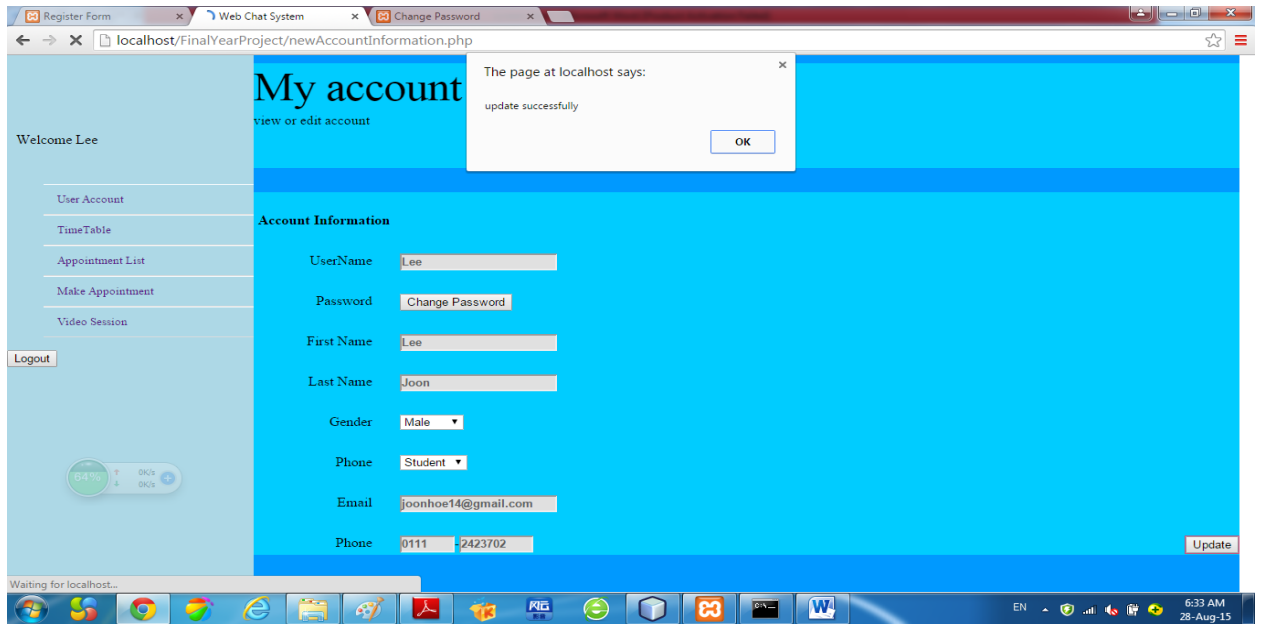 Register Form
Web Chat System
Change Password
localhost/FinalYearProject/newAccountInformation.php
The page at localhost says:
update successfully
OK
My account
view or edit account
Welcome Lee
User Account
TimeTable
Appointment List
Make Appointment
Video Session
Logout
Account Information
UserName Lee
Password Change Password
First Name Lee
Last Name Joon
Gender Male
Phone Student
Email joonhoe14@gmail.com
Phone 0111 - 2423702
Update
64% 0K/s
0K/s
Waiting for localhost...
EN 6:33 AM
28-Aug-15